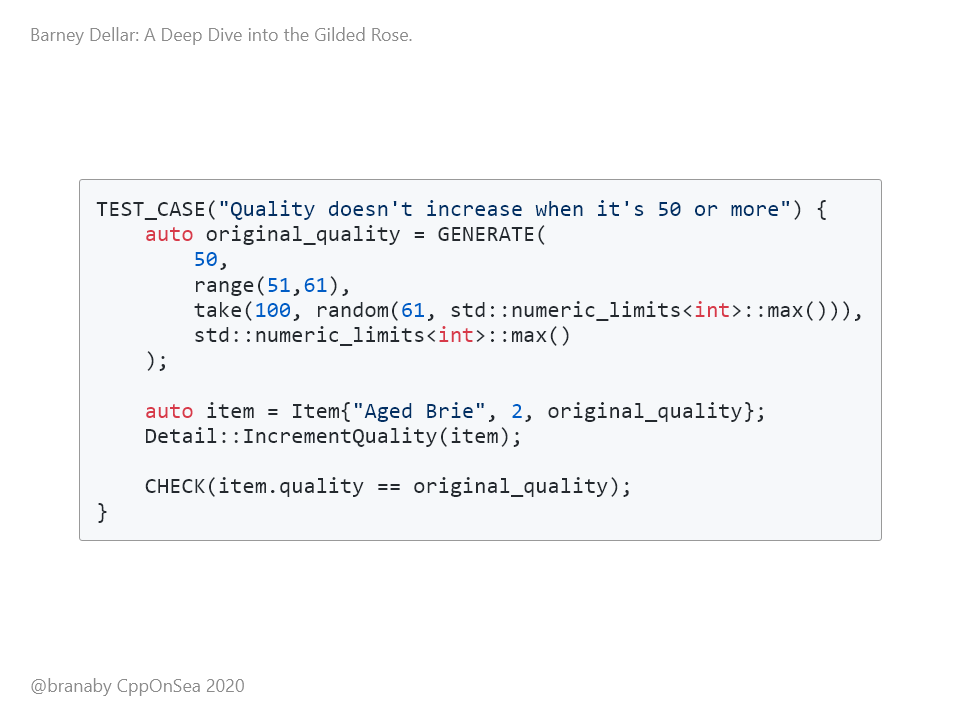 Barney Dellar: A Deep Dive into the Gilded Rose.
TEST_CASE("Quality doesn't increase when it's 50 or more") {
    auto original_quality = GENERATE(
        50,
        range(51,61),
        take(100, random(61, std::numeric_limits<int>::max())),
        std::numeric_limits<int>::max()
    );
    auto item = Item{"Aged Brie", 2, original_quality};
    Detail::IncrementQuality(item);
    CHECK(item.quality == original_quality);
}
@branaby CppOnSea 2020